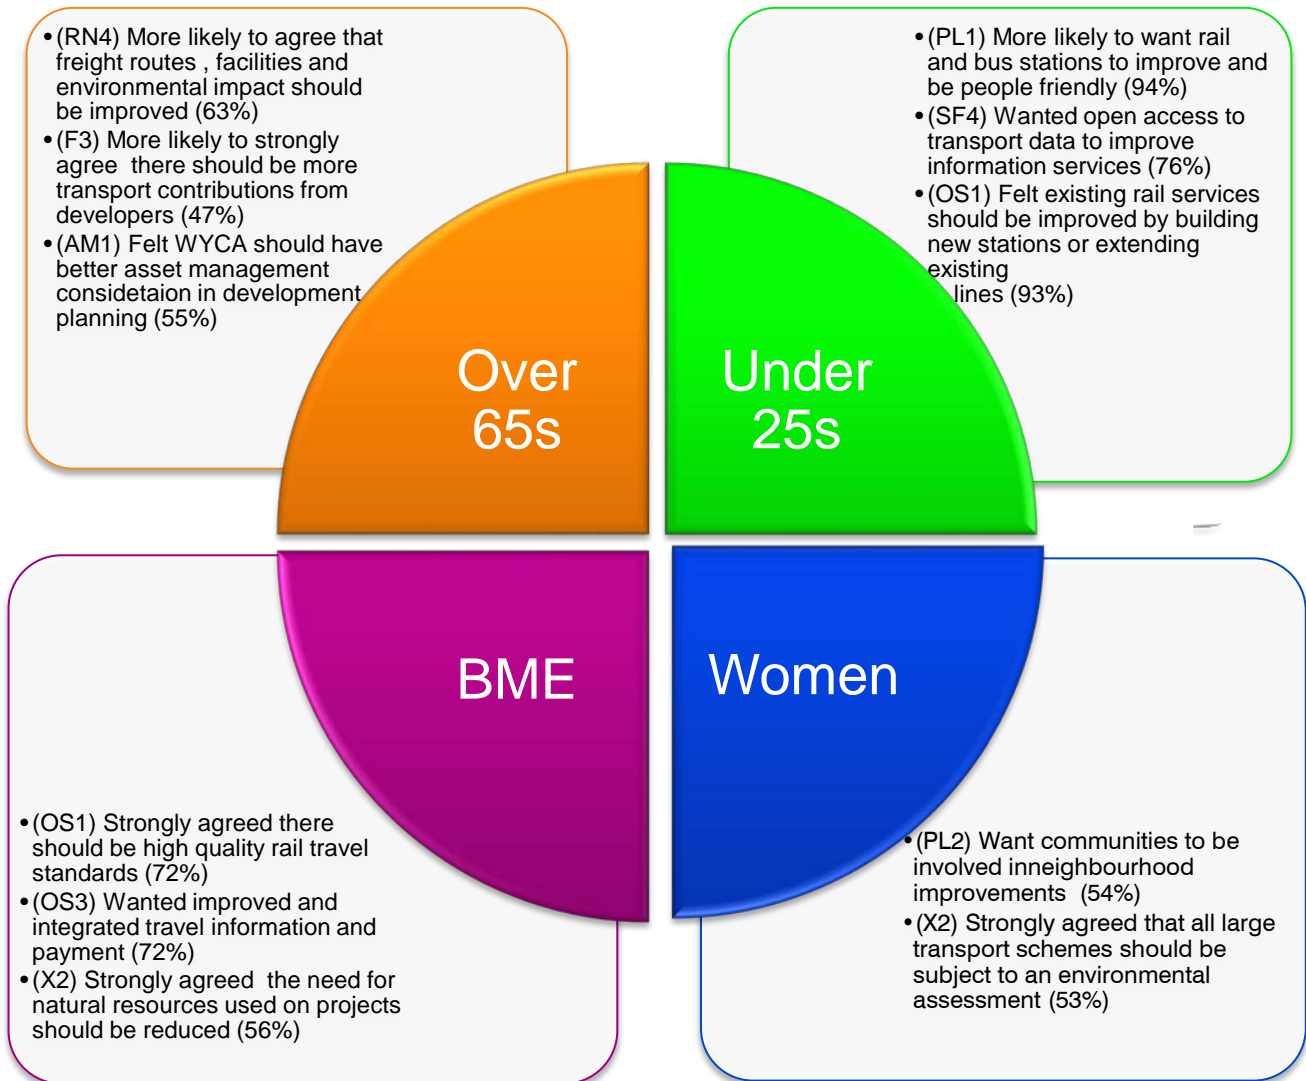 • (RN4) More likely to agree that
freight routes , facilities and
environmental impact should
be improved (63%)
• (F3) More likely to strongly
agree  there should be more
transport contributions from
developers (47%)
• (AM1) Felt WYCA should have
better asset management
considetaion in development
planning (55%)
• (PL1) More likely to want rail
and bus stations to improve and
be people friendly (94%)
• (SF4) Wanted open access to
transport data to improve
information services (76%)
• (OS1) Felt existing rail services
should be improved by building
new stations or extending
existing
lines (93%)
Over
65s
Under
25s
BME
Women
• (OS1) Strongly agreed there
should be high quality rail travel
standards (72%)
• (OS3) Wanted improved and
integrated travel information and
payment (72%)
• (X2) Strongly agreed  the need for
natural resources used on projects
should be reduced (56%)
• (PL2) Want communities to be
involved inneighbourhood
improvements  (54%)
• (X2) Strongly agreed that all large
transport schemes should be
subject to an environmental
assessment (53%)